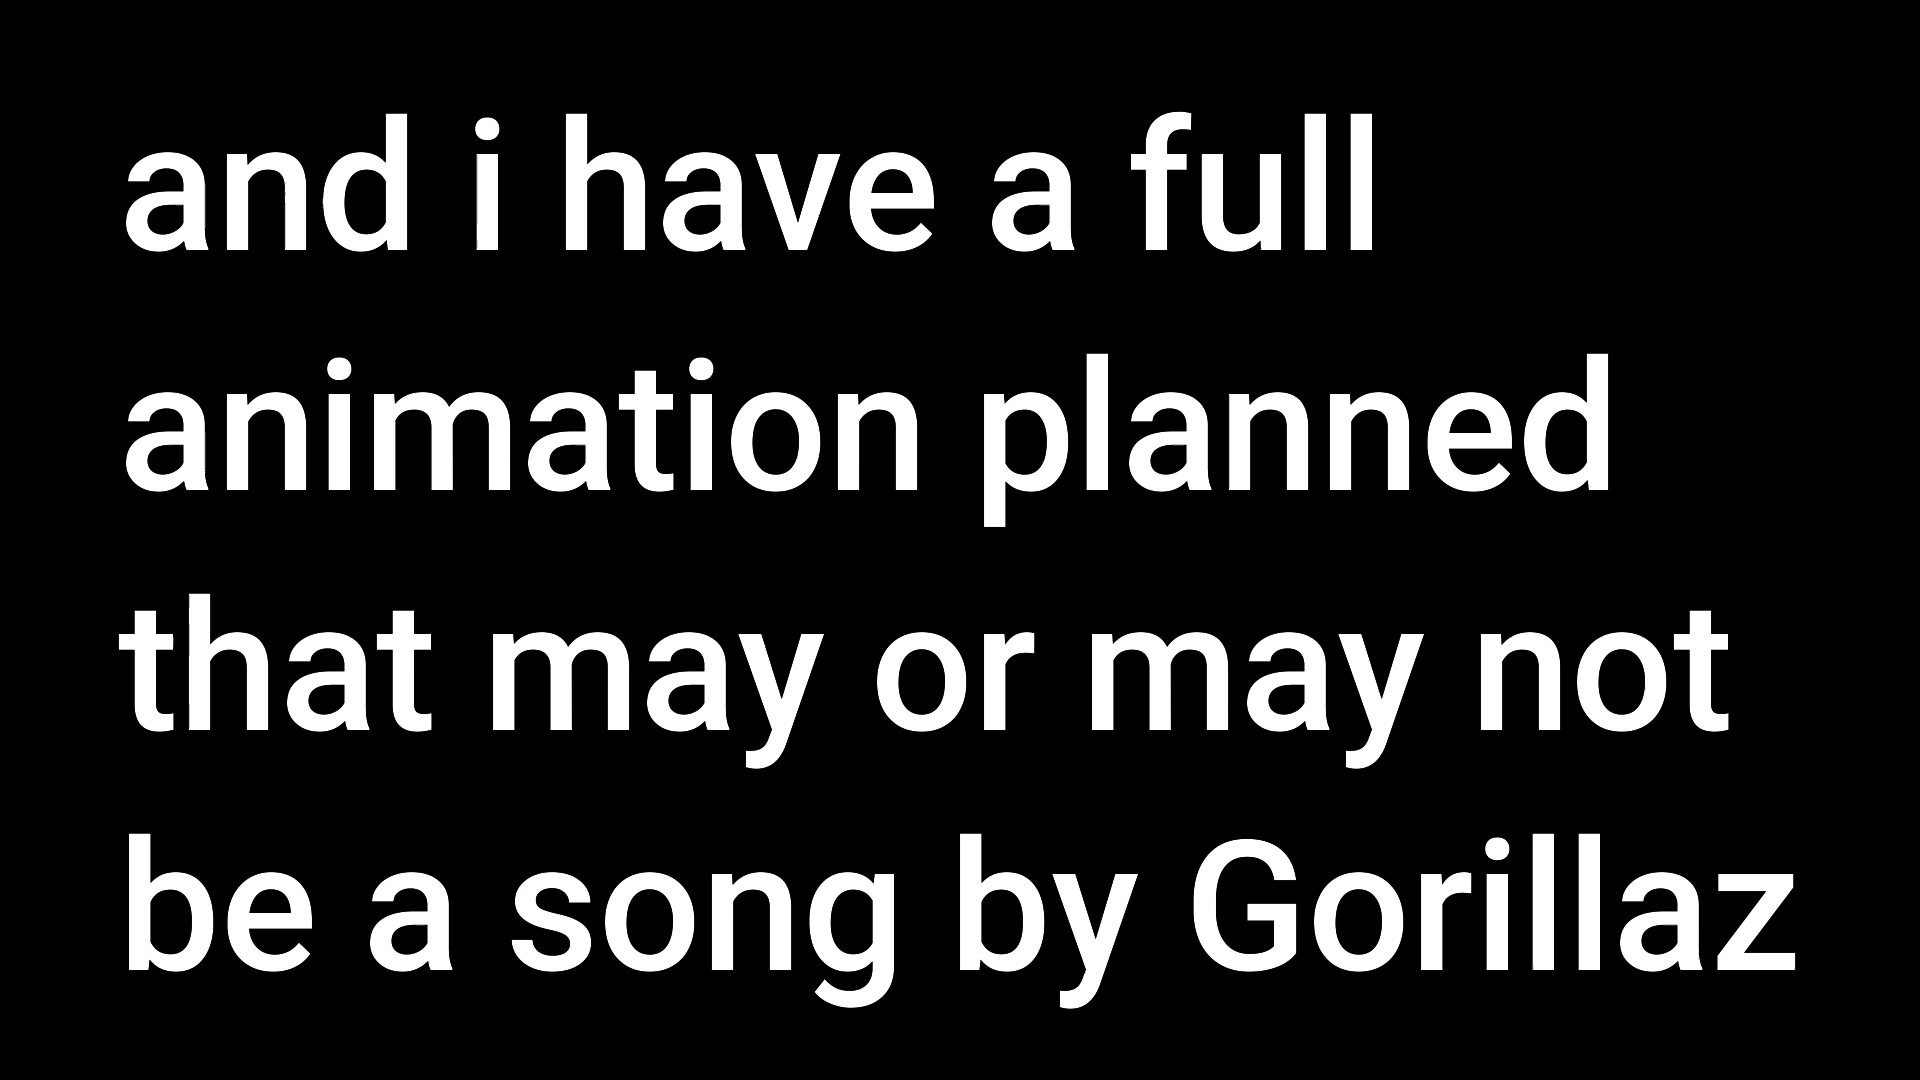 and i have a full
animation planned
that may or may not
be a song by Gorillaz